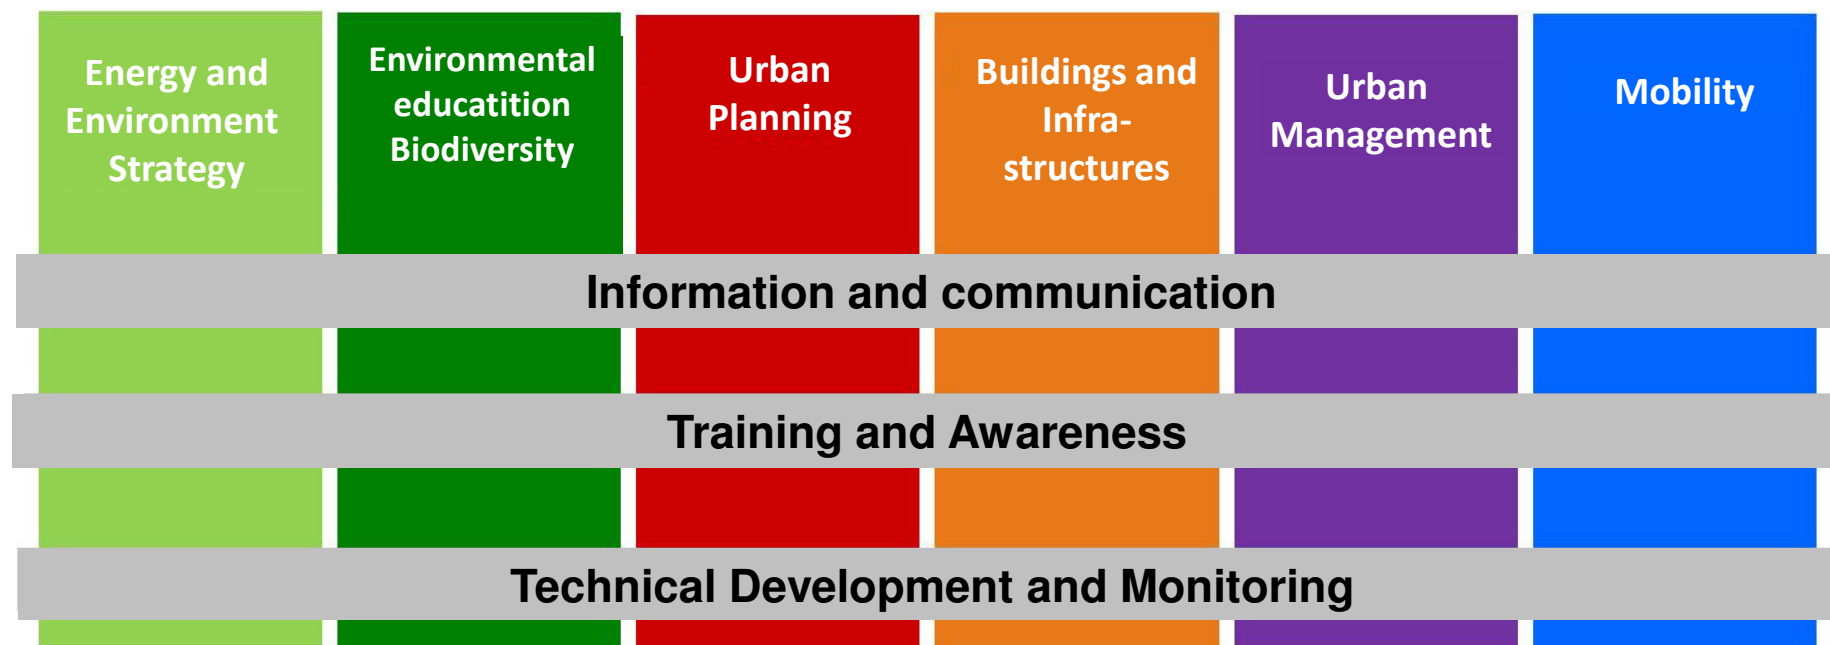 Energy and
Environment
Strategy
Environmental
educatition
Biodiversity
Urban
Planning
Buildings and
Infra-
structures
Urban
Management
Mobility
Information and communication
Training and Awareness
Technical Development and Monitoring